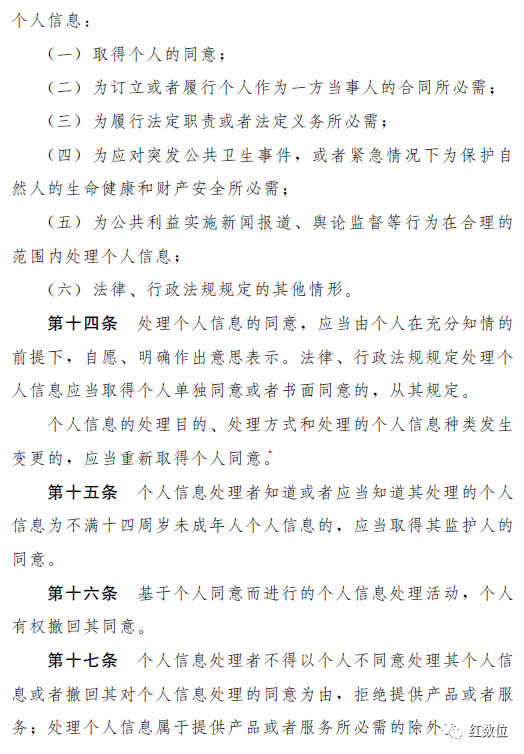 个人信息：
（一）取得个人的同意；
（二）为订立或者履行个人作为一方当事人的合同所必需；
（三）为履行法定职责或者法定义务所必需；
（四）为应对突发公共卫生事件，或者紧急情况下为保护自
然人的生命健康和财产安全所必需；
（五）为公共利益实施新闻报道、舆论监督等行为在合理的
范围内处理个人信息；
（六）法律、行政法规规定的其他情形。
第十四条　处理个人信息的同意，应当由个人在充分知情的
前提下，自愿、明确作出意思表示。法律、行政法规规定处理个
人信息应当取得个人单独同意或者书面同意的，从其规定。
个人信息的处理目的、处理方式和处理的个人信息种类发生
变更的，应当重新取得个人同意。
第十五条　个人信息处理者知道或者应当知道其处理的个人
信息为不满十四周岁未成年人个人信息的，应当取得其监护人的
同意。
第十六条　基于个人同意而进行的个人信息处理活动，个人
有权撤回其同意。
第十七条　个人信息处理者不得以个人不同意处理其个人信
息或者撤回其对个人信息处理的同意为由，拒绝提供产品或者服
务；处理个人信息属于提供产品或者服务所必需的除外
红数位